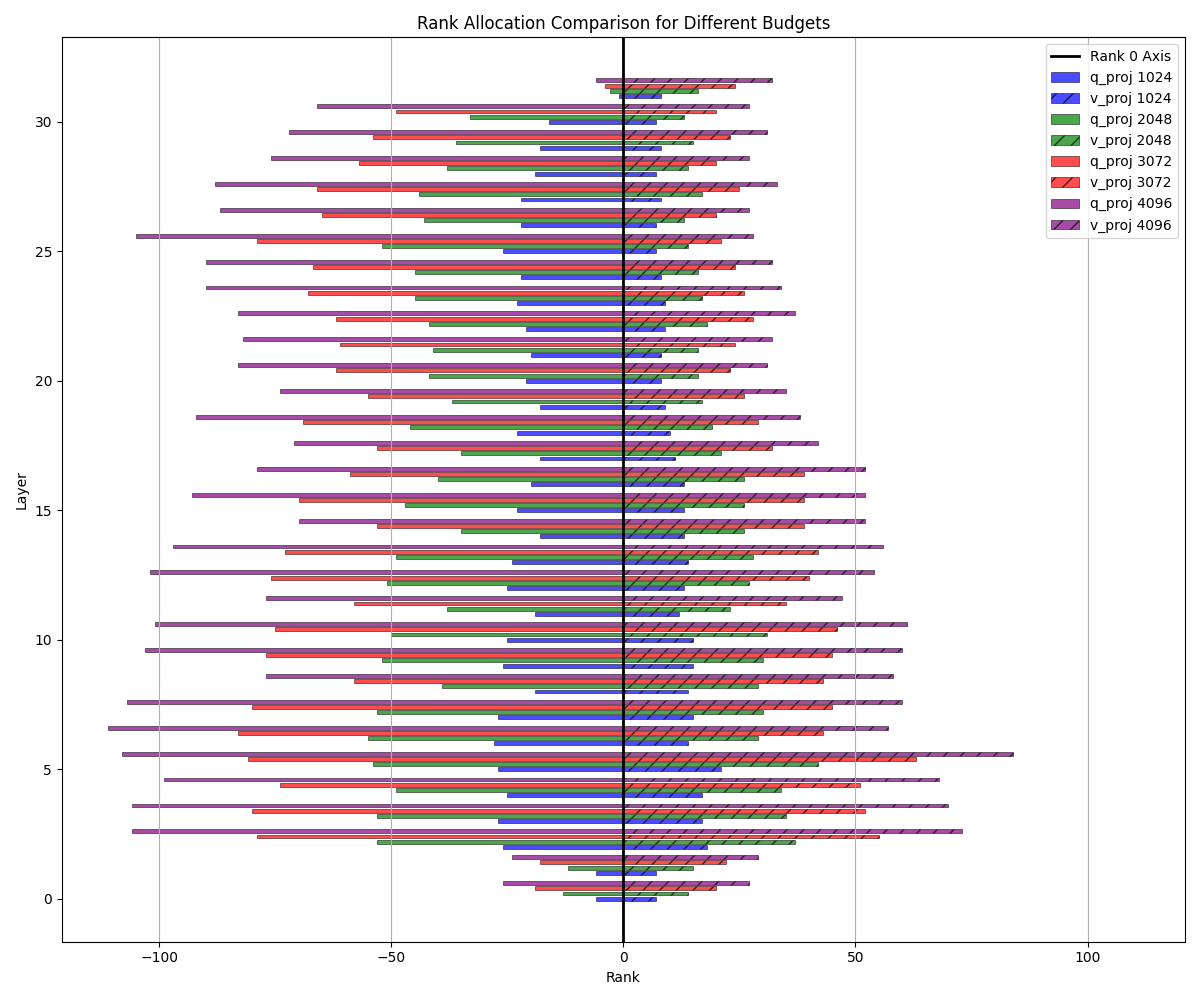 Rank Allocation Comparison for Different Budgets
Rank 0 Axis
q_proj 1024
v_proj 1024
q_proj 2048
v_proj 2048
q_proj 3072
v_proj 3072
q_proj 4096
v_proj 4096
30
25
20
15
10
5
0
Layer
−100
−50
0
50
100
Rank